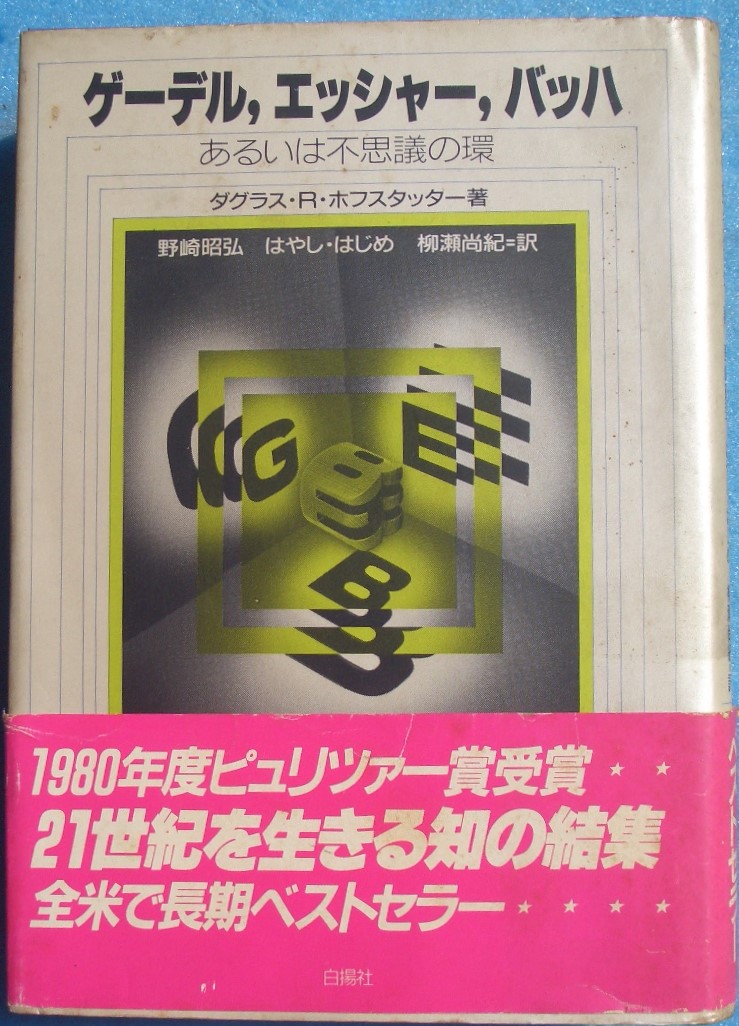 ゲーデル,エッシャー,バッハ
あるいは不思議の環
ダグラス・R・ホフスタッター著
野崎昭弘 はやし・はじめ 柳瀬尚紀=訳
G
E
B
1980年度ピュリツァー賞受賞★★
21世紀を生きる知の結集
全米で長期ベストセラー★★★★
白揚社